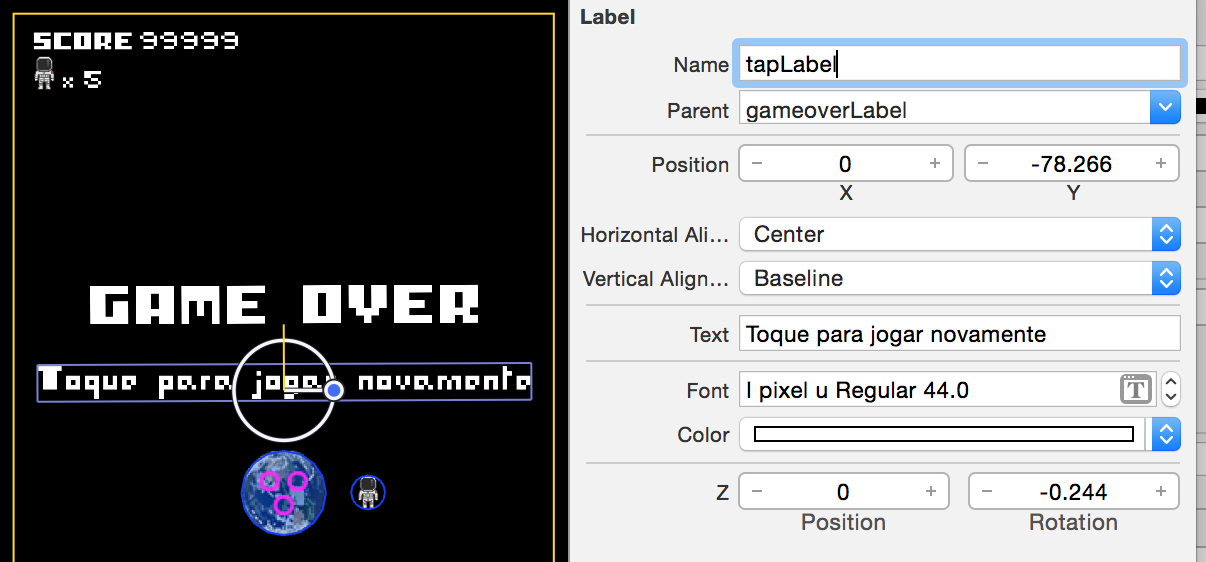 SCORE 99999
x 5
GAME OVER
Toque para jogar novamente
Label
Name tapLabel
Parent gameoverLabel
Position − 0 + − -78.266 +
X Y
Horizontal Ali... Center
Vertical Align... Baseline
Text Toque para jogar novamente
Font I pixel u Regular 44.0 T
Color
Z − 0 + − -0.244 +
Position Rotation